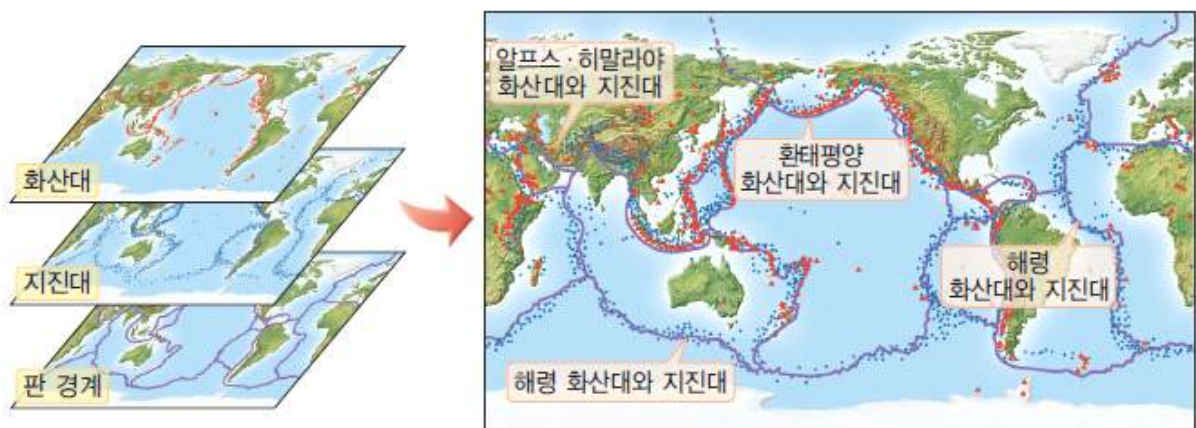 화산대
지진대
판 경계
알프스·히말라야
화산대와 지진대
환태평양
화산대와 지진대
해령
화산대와 지진대
해령 화산대와 지진대